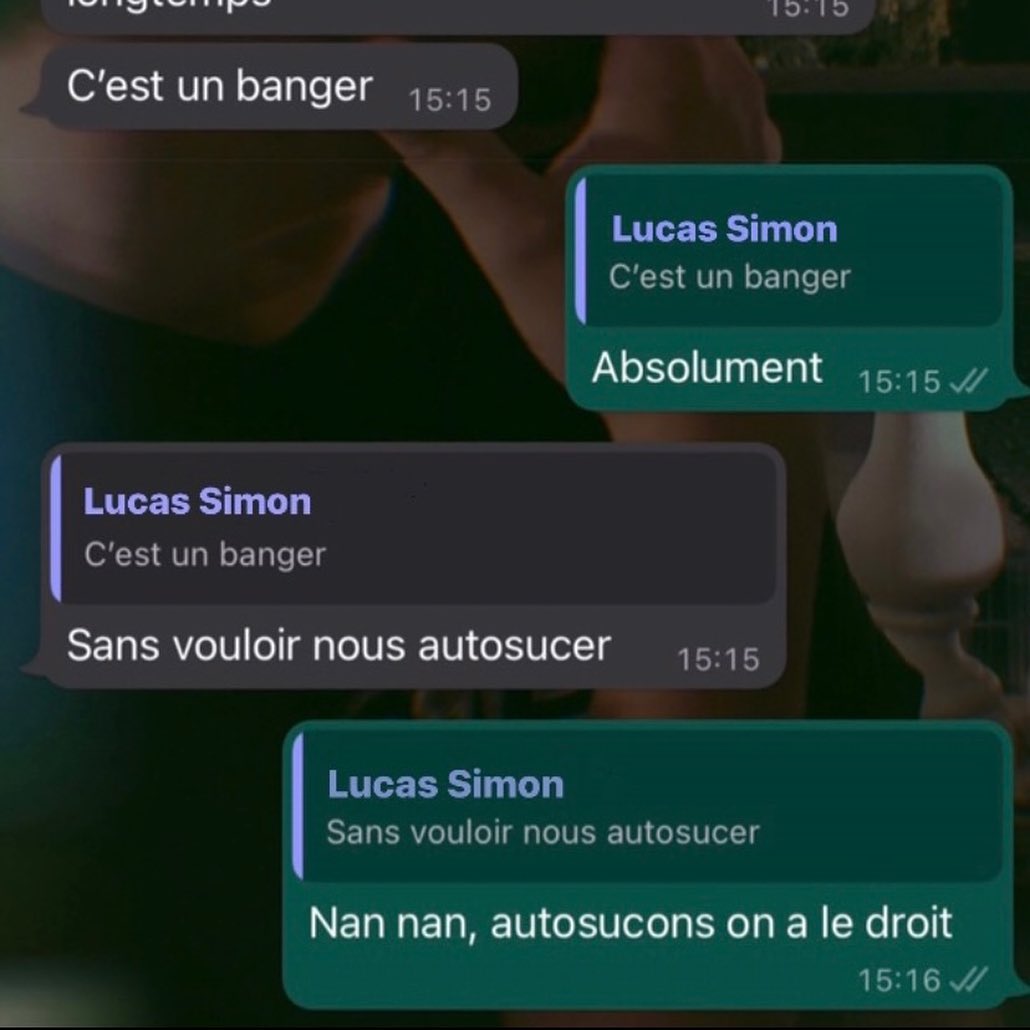 longtemps
15:15
C'est un banger 15:15
Lucas Simon
C'est un banger
Absolument 15:15
Lucas Simon
C'est un banger
Sans vouloir nous autosucer 15:15
Lucas Simon
Sans vouloir nous autosucer
Nan nan, autosucons on a le droit
15:16